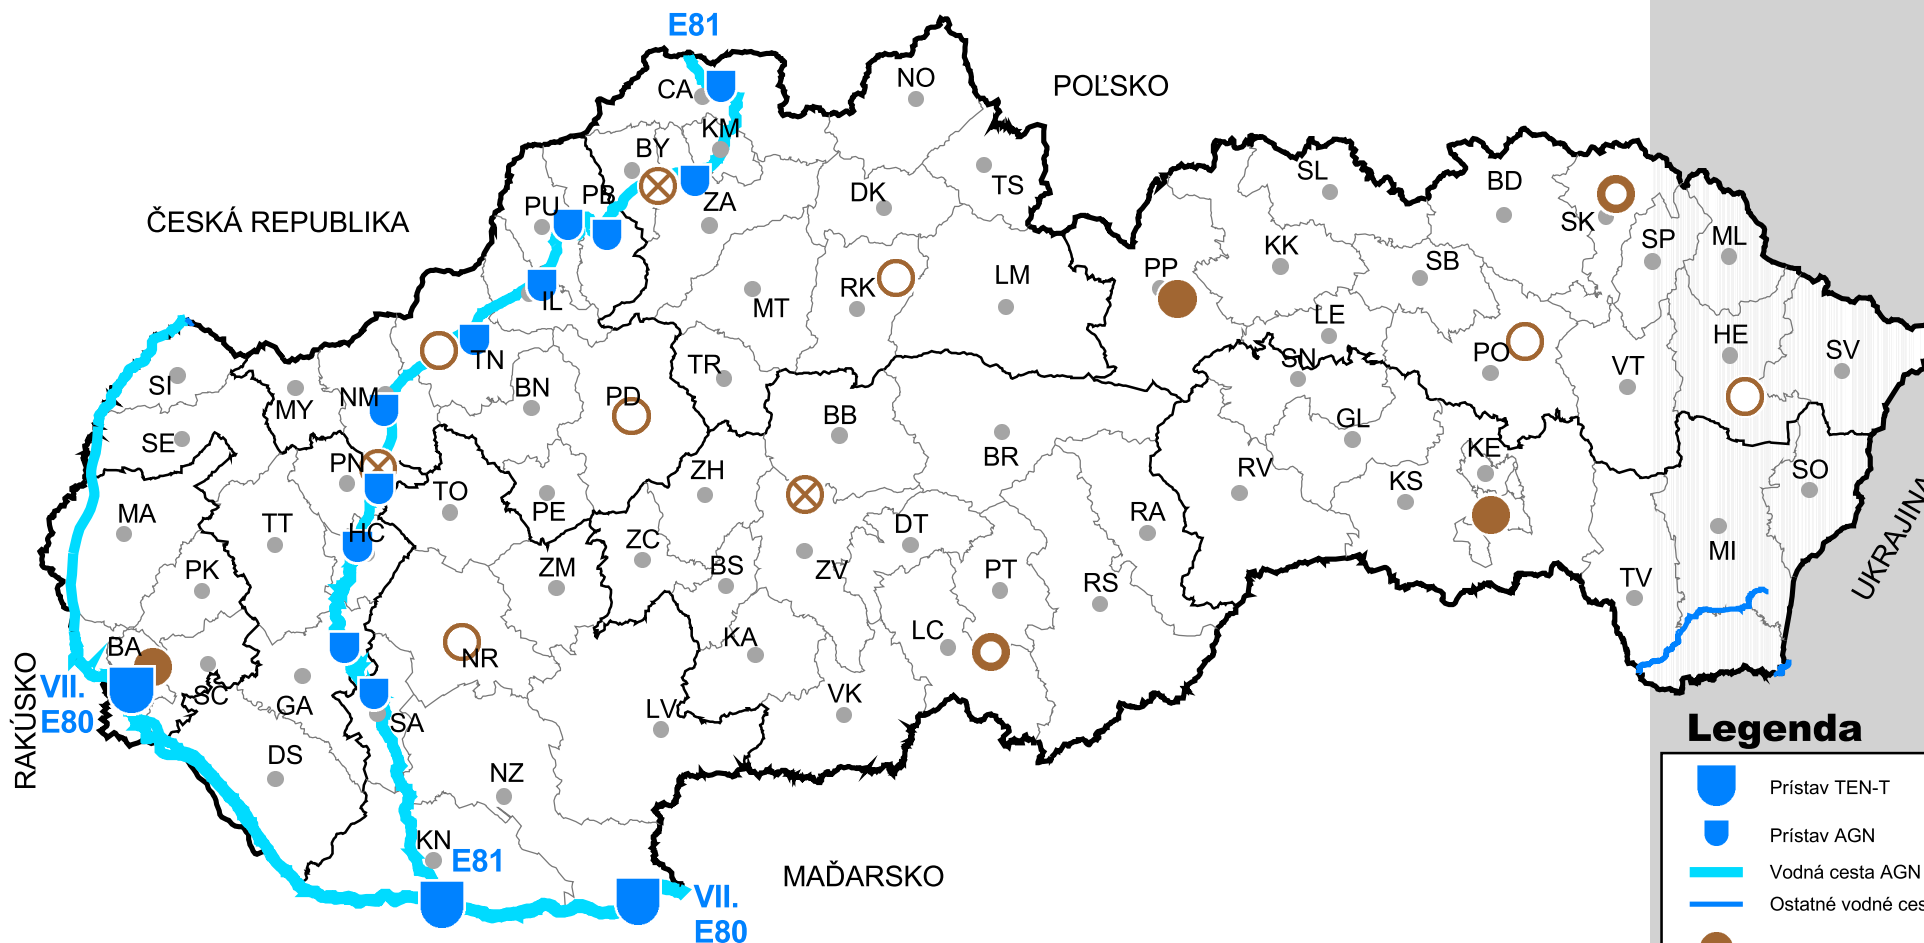 E81
NO
POĽSKO
CA
KM
BY
SL
BD
TS
DK
PB
PU
ZA
SK
ČESKÁ REPUBLIKA
SP
ML
KK
SB
PP
LM
RK
IL
MT
LE
HE
SV
PO
VT
TN
TR
SN
SI
BN
PD
NM
MY
BB
GL
SE
KE
BR
PN
ZH
RV
SO
KS
TO
MA
PE
RA
TT
HC
DT
ZC
MI
UKRAJINA
PK
ZM
BS
ZV
PT
RS
TV
LC
KA
BA
NR
RAKÚSKO
VII.
E80
SC
GA
VK
LV
SA
DS
NZ
KN
E81
MAĎARSKO
VII.
E80
Legenda
Prístav TEN-T
Prístav AGN
Vodná cesta AGN
Ostatné vodné ces